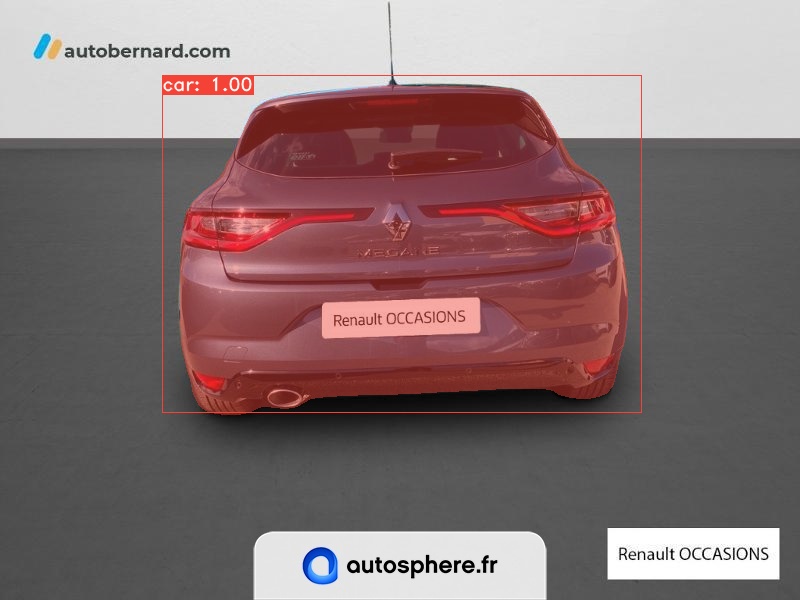 autobernard.com
car: 1.00
MEGANE
Renault OCCASIONS
autosphere.fr
Renault OCCASIONS